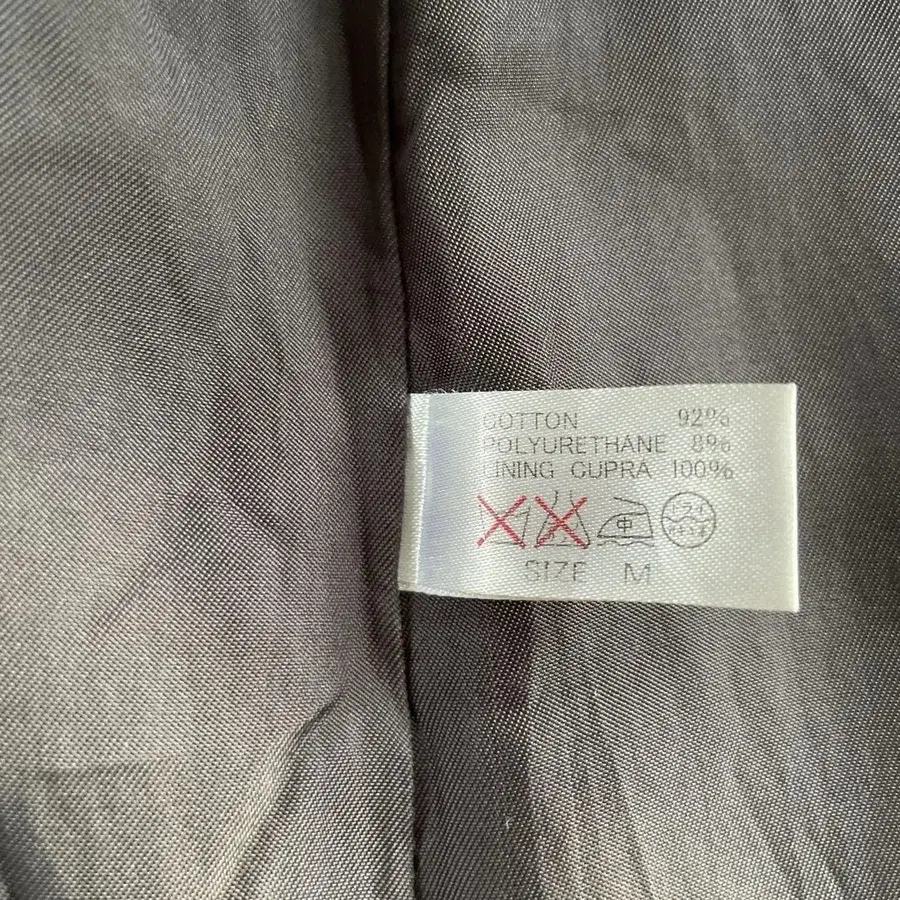 COTTON 92%
POLYURETHANE 8%
LINING CUPRA 100%
SIZE M